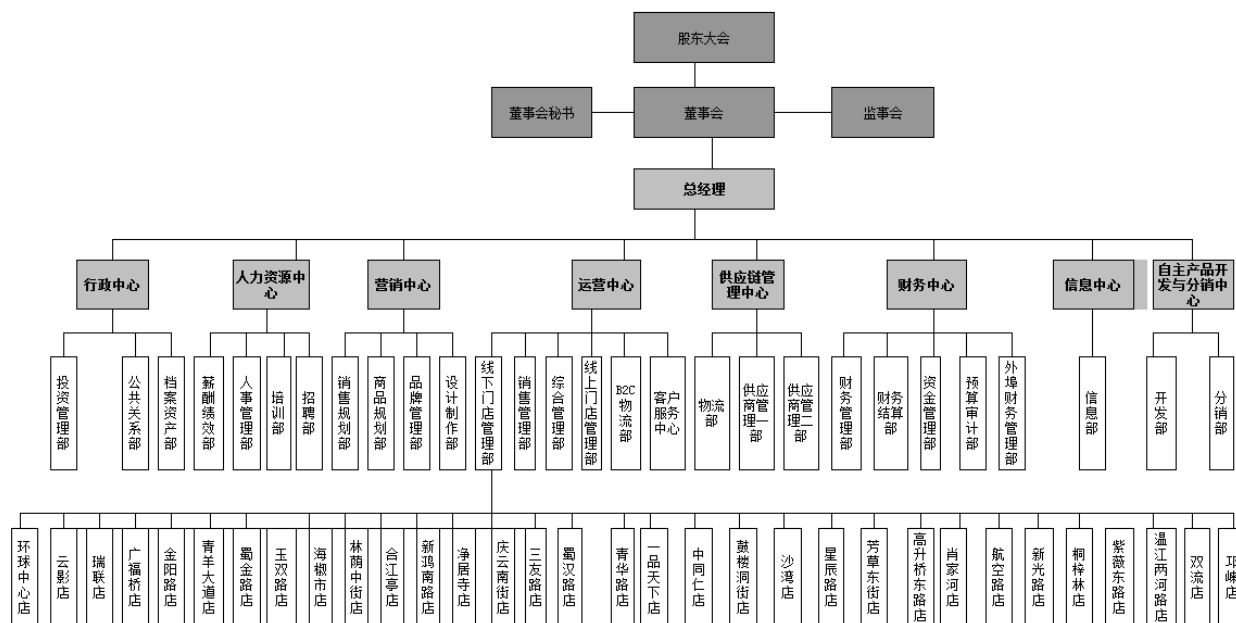 股东大会
董事会秘书
董事会
监事会
总经理
行政中心
人力资源中
心
营销中心
运营中心
供应链管
理中心
财务中心
信息中心
自主产品开
发与分销中
心
投资管理部
公共关系部
档案资产部
薪酬绩效部
人事管理部
培训部
招聘部
销售规划部
商品规划部
品牌管理部
设计制作部
线下门店管理部
销售管理部
综合管理部
线上门店管理部
B2C
物流
部
客户
服务
中心
物流
部
供应
商管
理一
部
供应
商管
理二
部
财务管理部
财务
结算
部
资金管理部
预算审计部
外埠财务管理部
信息部
开发部
分销部
环球中心店
云影店
瑞联店
广福桥店
金阳路店
青羊大道店
蜀金路店
玉双路店
海椒市店
林荫中街店
合江亭店
新鸿南路店
净居寺店
庆云南街店
三友路店
蜀汉路店
青华路店
一品天下店
中同仁店
鼓楼洞街店
沙湾店
星辰路店
芳草东街店
高升桥东路店
肖家河店
航空路店
新光路店
桐梓林店
紫薇东路店
温江两河路店
双流店